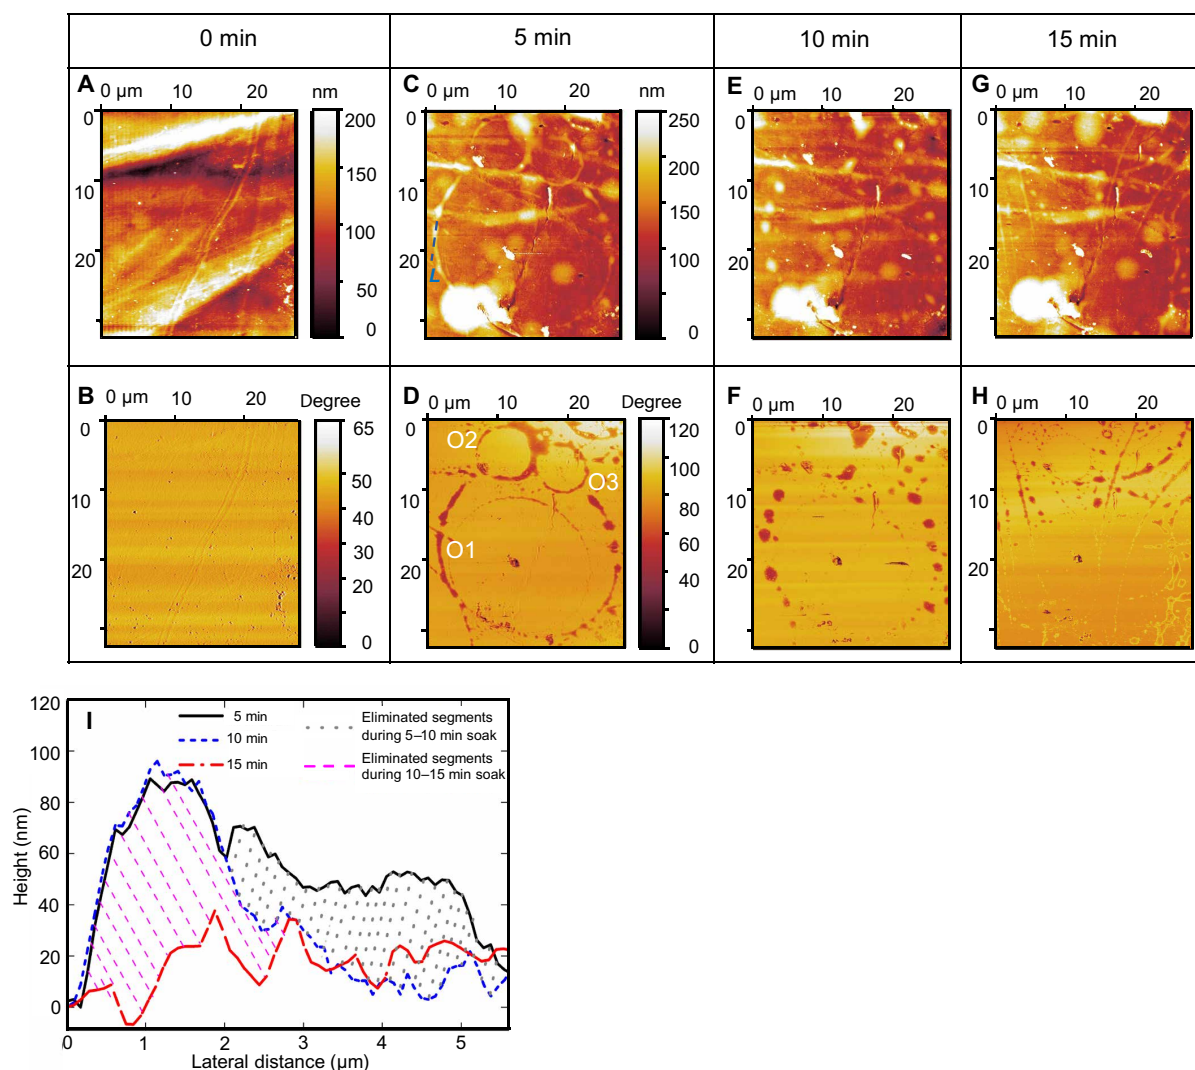 0 min 5 min 10 min 15 min
A 0 µm 10 20 nm C 0 µm 10 20 nm E 0 µm 10 20 G 0 µm 10 20
0 10 20 200 150 100 50 0
0 10 20 250 200 150 100 0
0 10 20
0 10 20
B 0 µm 10 20 Degree D 0 µm 10 20 Degree F 0 µm 10 20 H 0 µm 10 20
0 10 20 65 60 50 40 30 20 0
0 10 20 O2 O3 O1 120 100 80 60 40 0
0 10 20
0 10 20
I
5 min
10 min
15 min
Eliminated segments
during 5–10 min soak
Eliminated segments
during 10–15 min soak
120
100
80
60
40
20
0
Height (nm)
0 1 2 3 4 5
Lateral distance (µm)